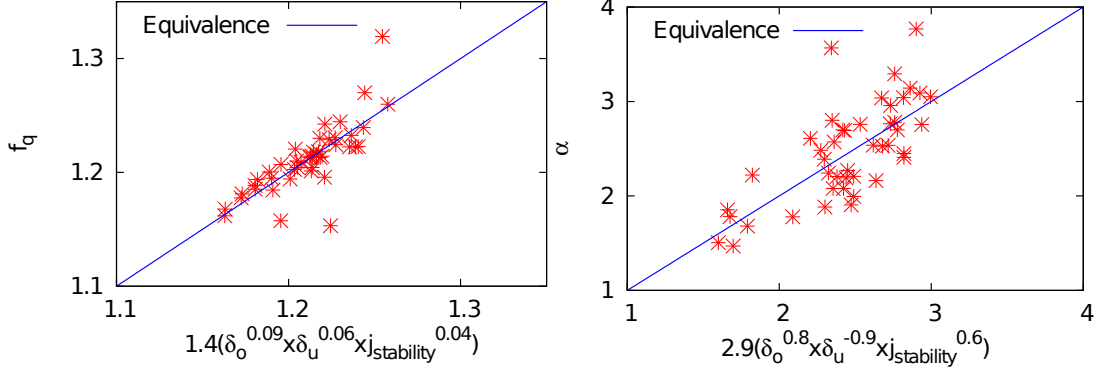 Equivalence
f_q
1.3
1.2
1.1
1.1
1.2
1.3
1.4(δ_o^0.09xδ_u^0.06xj_stability^0.04)
Equivalence
α
4
3
2
1
1
2
3
4
2.9(δ_o^0.8xδ_u^-0.9xj_stability^0.6)